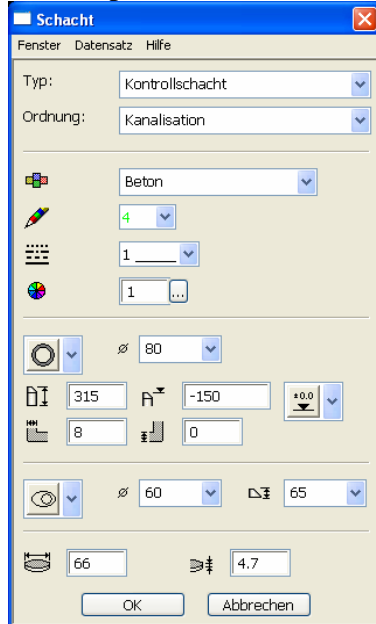 Schacht
Fenster Datensatz Hilfe
Typ: Kontrollschacht
Ordnung: Kanalisation
Beton
4
1
1 ...
ø 80
315 -150 ±0.0
8 0
ø 60 65
66 4.7
OK Abbrechen